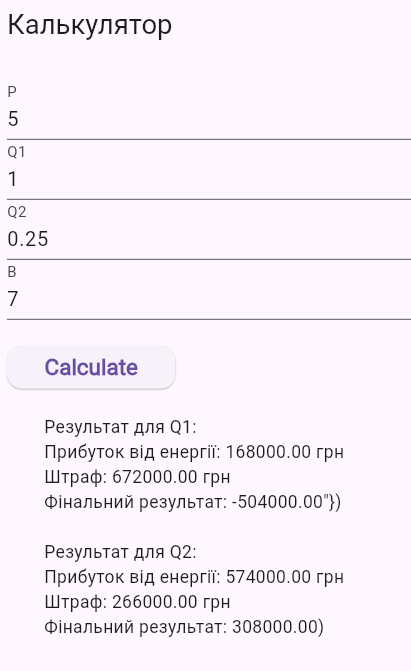 Калькулятор
P
5
Q1
1
Q2
0.25
B
7
Calculate
Результат для Q1:
Прибуток від енергії: 168000.00 грн
Штраф: 672000.00 грн
Фінальний результат: -504000.00"})
Результат для Q2:
Прибуток від енергії: 574000.00 грн
Штраф: 266000.00 грн
Фінальний результат: 308000.00)